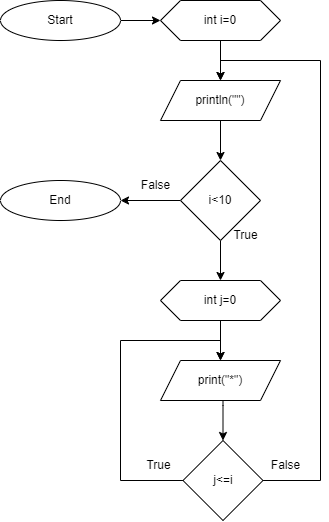 Start
int i=0
println("")
False
End
i<10
True
int j=0
print("*")
True
False
j<=i